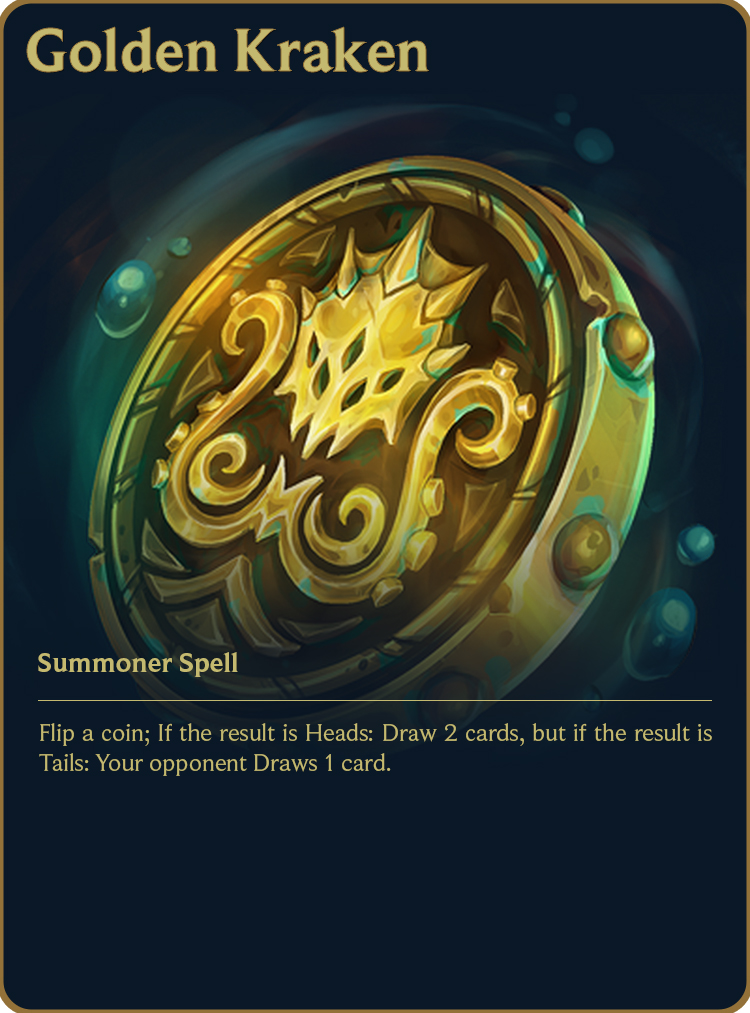 Golden Kraken
Summoner Spell
Flip a coin; If the result is Heads: Draw 2 cards, but if the result is
Tails: Your opponent Draws 1 card.